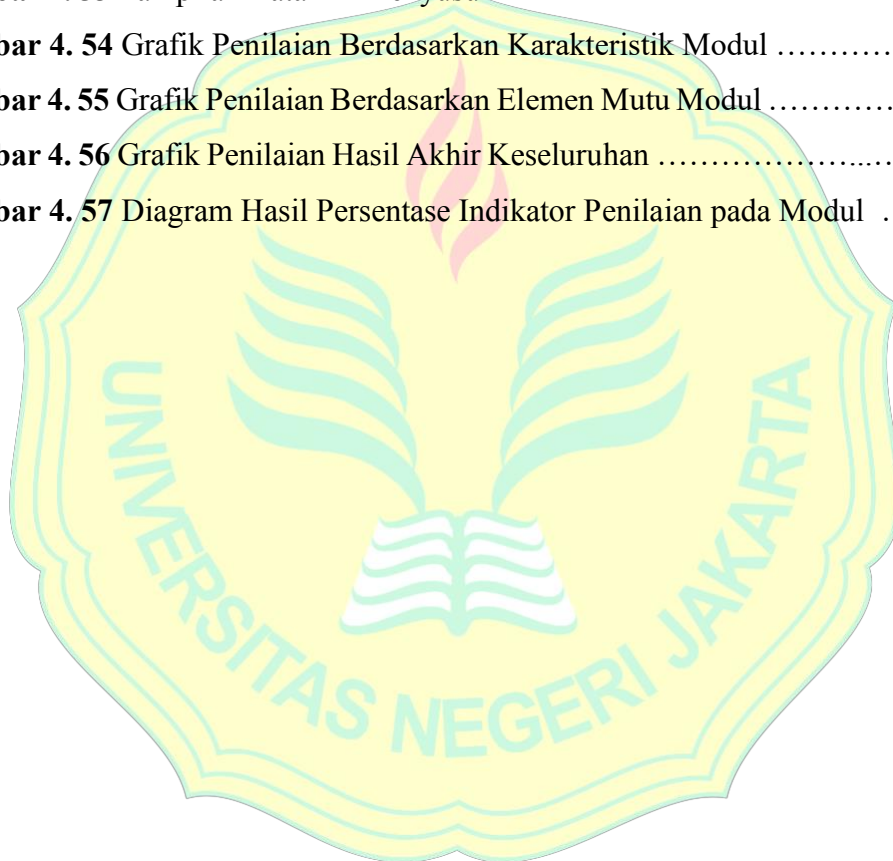 bar 4. 54 Grafik Penilaian Berdasarkan Karakteristik Modul …………
bar 4. 55 Grafik Penilaian Berdasarkan Elemen Mutu Modul …………
bar 4. 56 Grafik Penilaian Hasil Akhir Keseluruhan ………………...…
bar 4. 57 Diagram Hasil Persentase Indikator Penilaian pada Modul .
UNIVERSITAS NEGERI JAKARTA